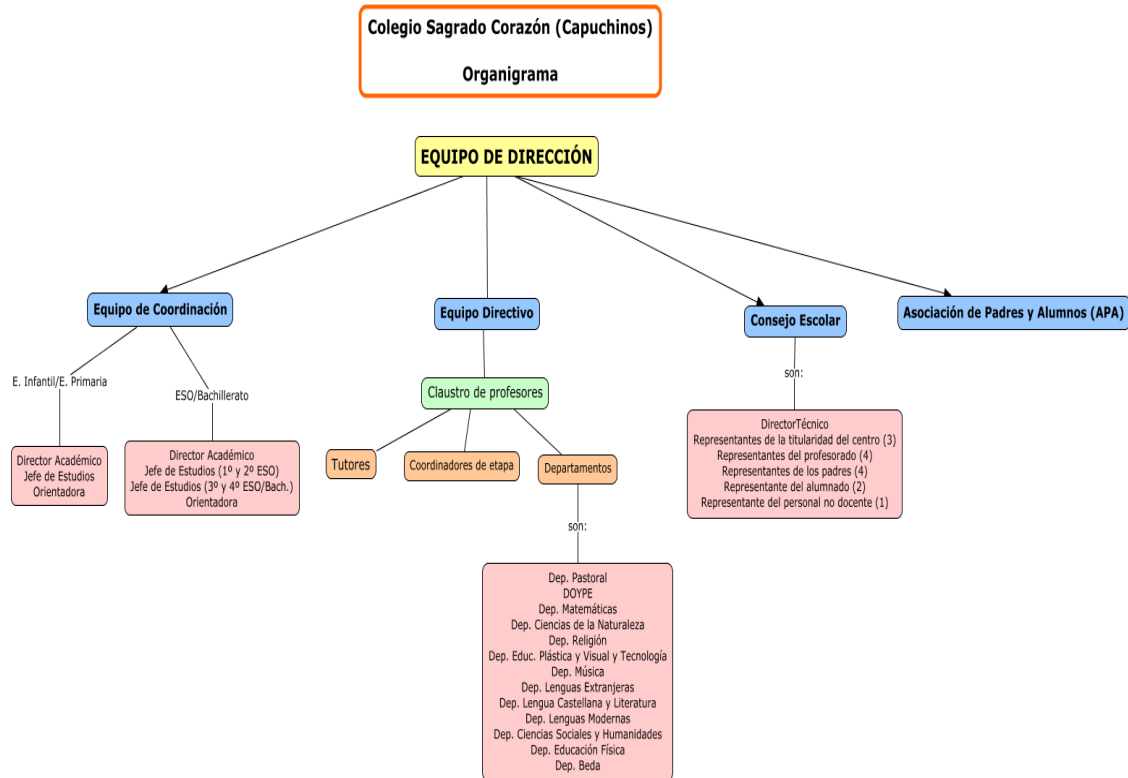 Colegio Sagrado Corazón (Capuchinos)
Organigrama
EQUIPO DE DIRECCIÓN
Equipo de Coordinación
Equipo Directivo
Consejo Escolar
Asociación de Padres y Alumnos (APA)
E. Infantil/E. Primaria
ESO/Bachillerato
Claustro de profesores
son:
Director Académico
Jefe de Estudios
Orientadora
Director Académico
Jefe de Estudios (1º y 2º ESO)
Jefe de Estudios (3º y 4º ESO/Bach.)
Orientadora
Tutores
Coordinadores de etapa
Departamentos
DirectorTécnico
Representantes de la titularidad del centro (3)
Representantes del profesorado (4)
Representantes de los padres (4)
Representante del alumnado (2)
Representante del personal no docente (1)
son:
Dep. Pastoral
DOYPE
Dep. Matemáticas
Dep. Ciencias de la Naturaleza
Dep. Religión
Dep. Educ. Plástica y Visual y Tecnología
Dep. Música
Dep. Lenguas Extranjeras
Dep. Lengua Castellana y Literatura
Dep. Lenguas Modernas
Dep. Ciencias Sociales y Humanidades
Dep. Educación Física
Dep. Beda